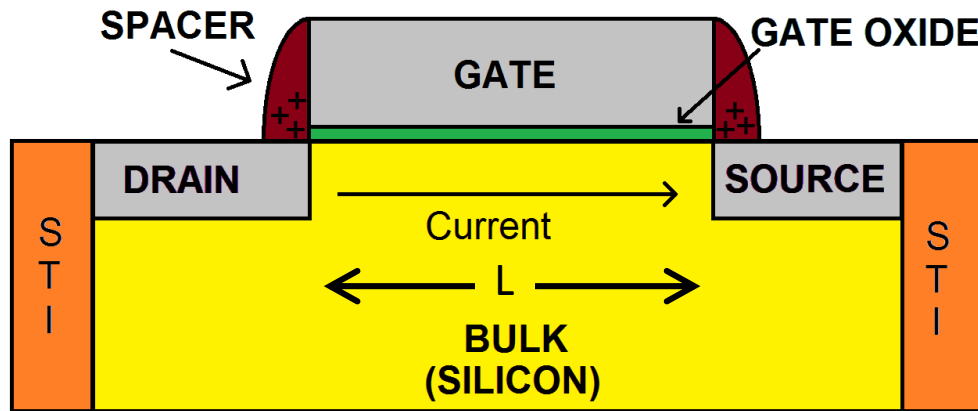 SPACER
GATE OXIDE
GATE
+ + +
+ + +
DRAIN
SOURCE
S
T
I
Current
L
S
T
I
BULK
(SILICON)